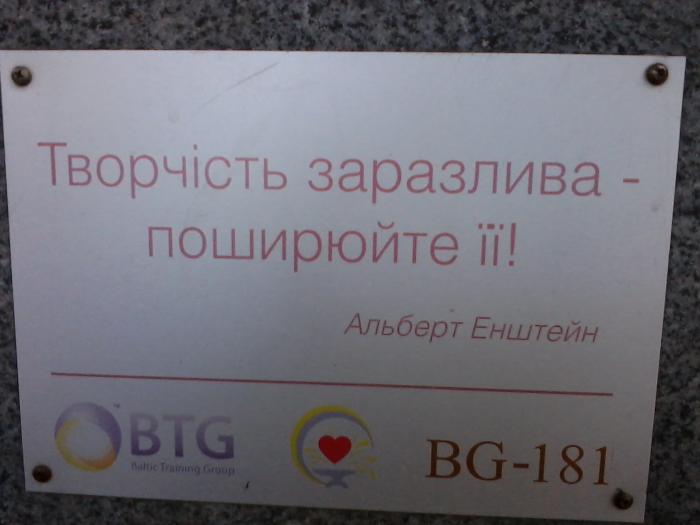 Творчість заразлива -
поширюйте її!
Альберт Енштейн
BTG
Baltic Training Group
BG-181